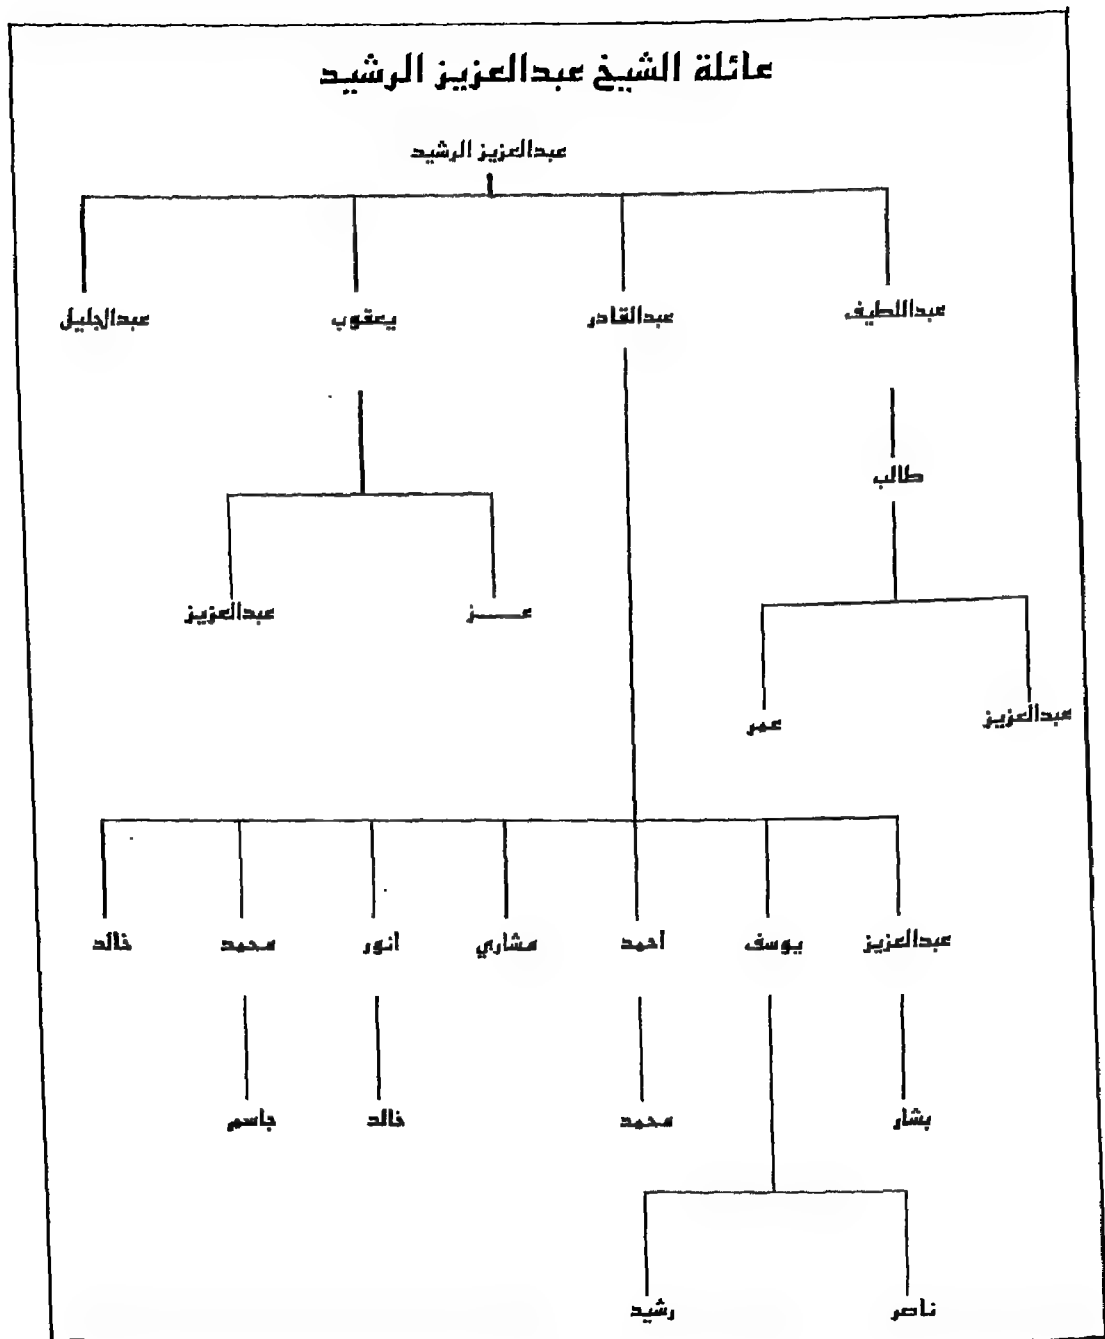 عائلة الشيخ عبدالعزيز الرشيد
عبدالعزيز الرشيد
عبداللطيف عبدالقادر يعقوب عبدالجليل
طالب
عز عبدالعزيز
عبدالعزيز عمر
عبدالعزيز يوسف احمد مشاري انور محمد خالد
بشار محمد خالد جاسم
ناصر رشيد